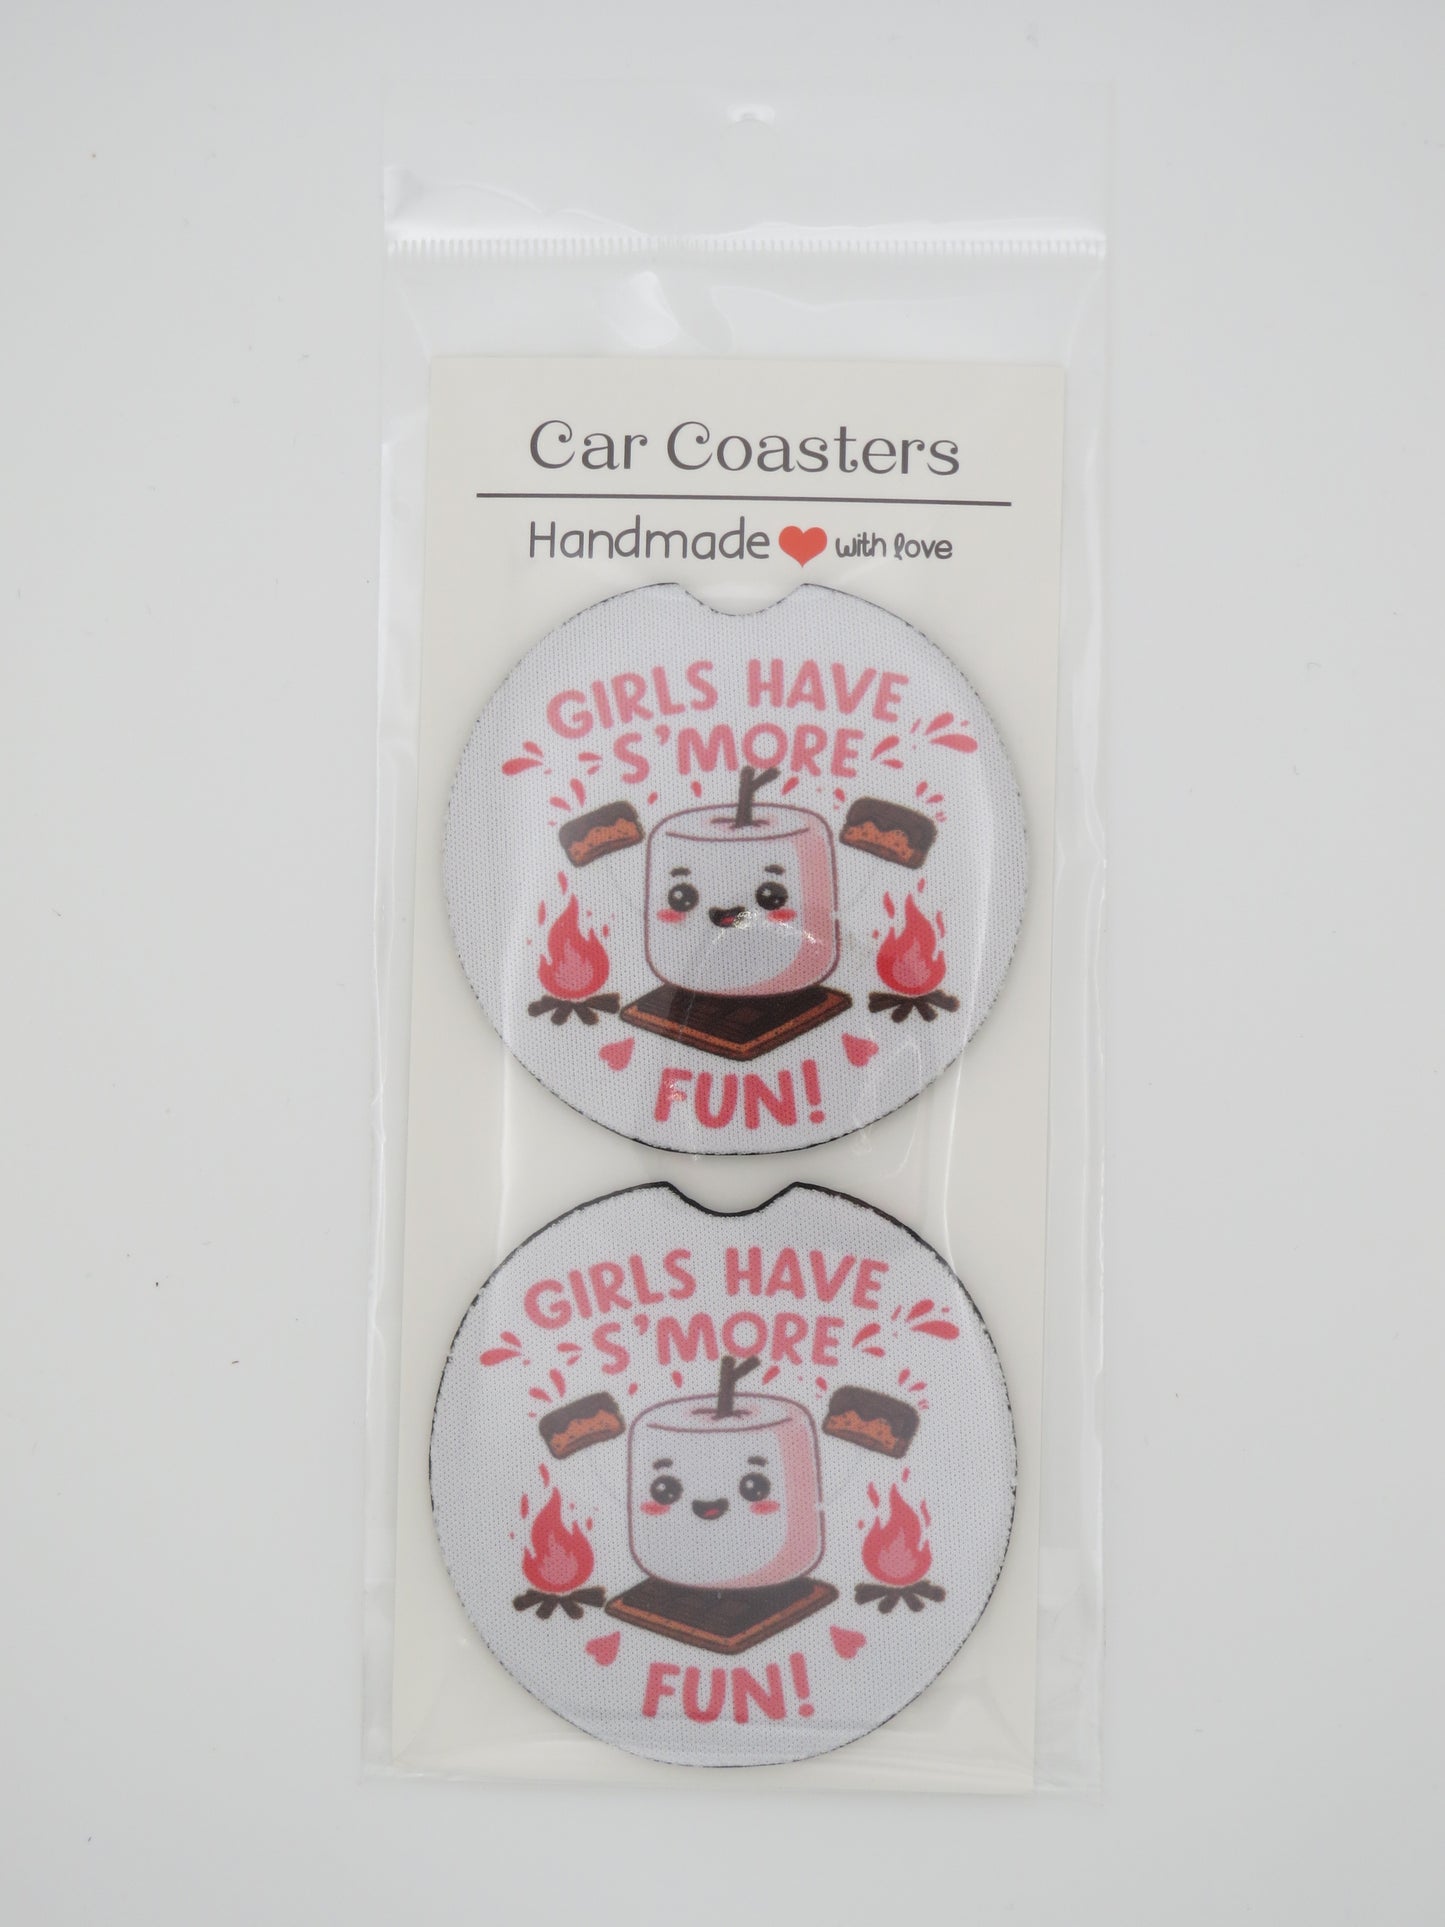 Car Coasters
Handmade with love
GIRLS HAVE
S'MORE
FUN!
GIRLS HAVE
S'MORE
FUN!